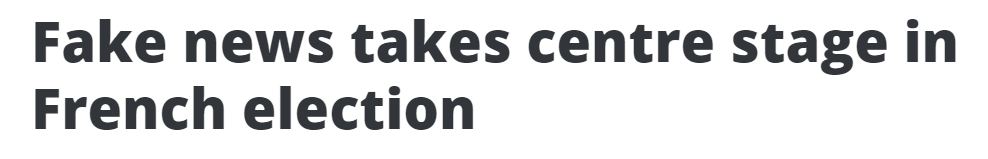 Fake news takes centre stage in
French election